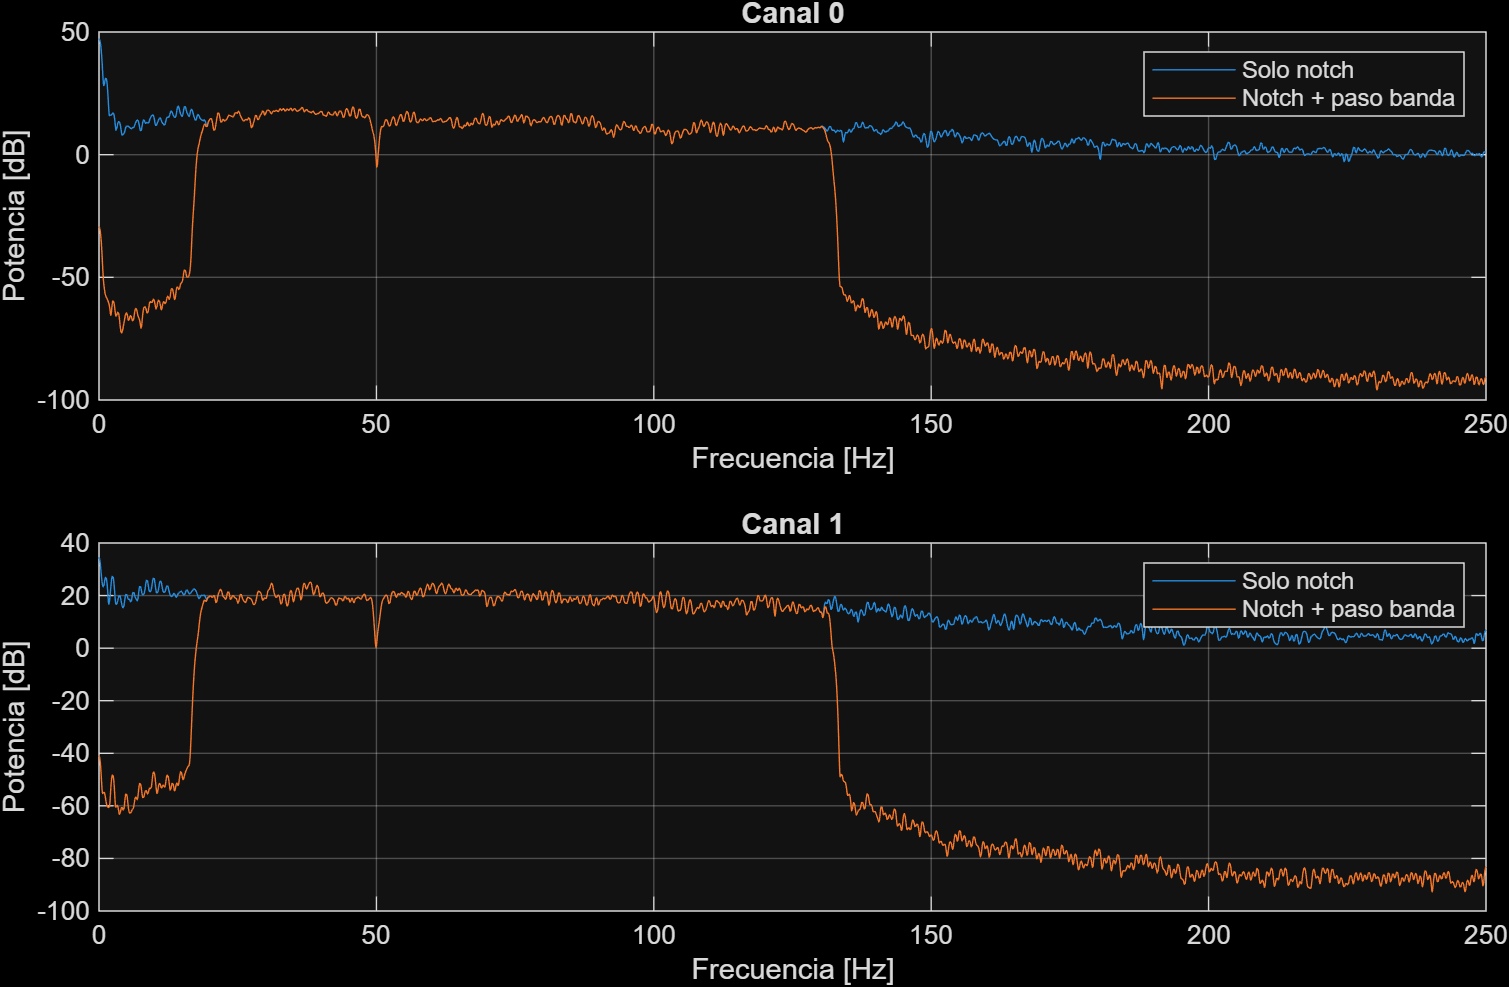 Canal 0
50
0
-50
-100
Potencia [dB]
Solo notch
Notch + paso banda
0 50 100 150 200 250
Frecuencia [Hz]
Canal 1
40
20
0
-20
-40
-60
-80
-100
Potencia [dB]
Solo notch
Notch + paso banda
0 50 100 150 200 250
Frecuencia [Hz]